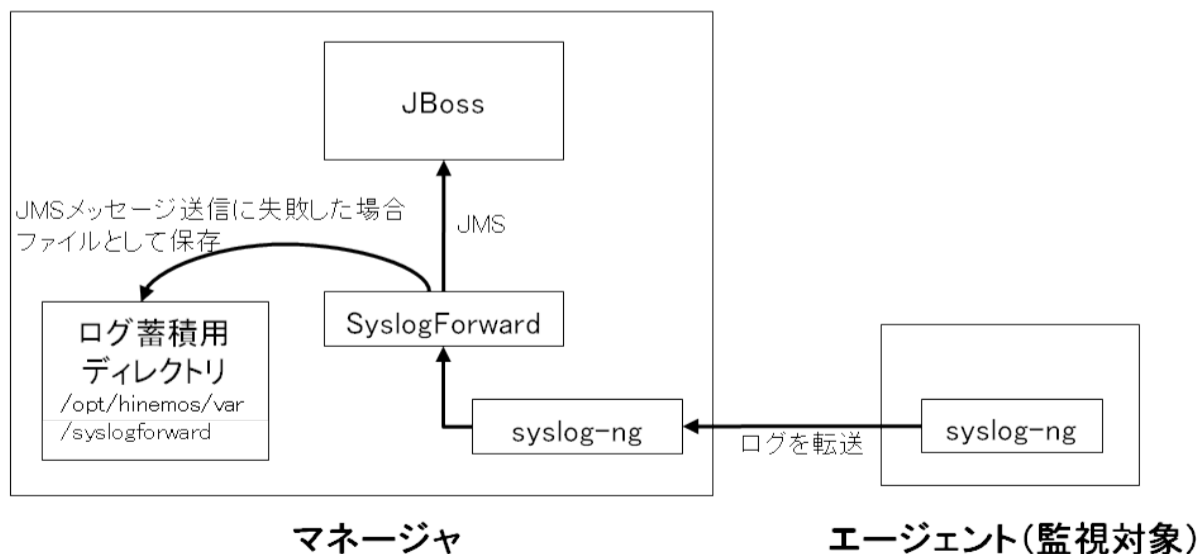 JBoss
JMSメッセージ送信に失敗した場合
ファイルとして保存
JMS
ログ蓄積用
ディレクトリ
/opt/hinemos/var
/syslogforward
SyslogForward
syslog-ng
ログを転送
syslog-ng
マネージャ
エージェント(監視対象)